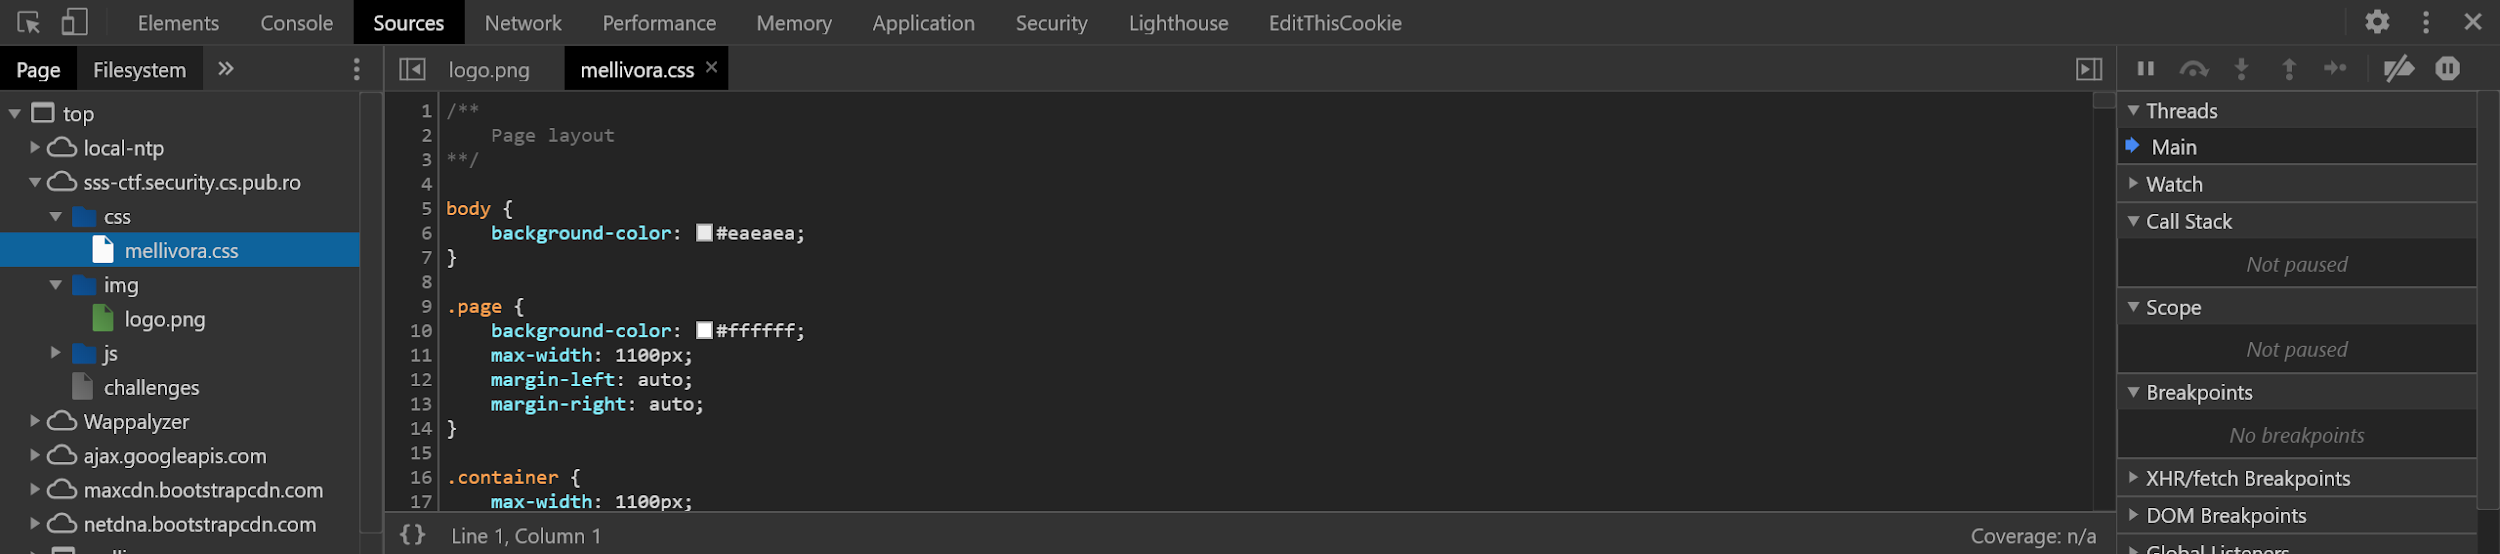 Elements Console Sources Network Performance Memory Application Security Lighthouse EditThisCookie
Page Filesystem
top
local-ntp
sss-ctf.security.cs.pub.ro
css
mellivora.css
img
logo.png
js
challenges
Wappalyzer
ajax.googleapis.com
maxcdn.bootstrapcdn.com
netdna.bootstrapcdn.com
logo.png mellivora.css
1 /**
2 Page layout
3 **/
4
5 body {
6 background-color: #eaeaea;
7 }
8
9 .page {
10 background-color: #ffffff;
11 max-width: 1100px;
12 margin-left: auto;
13 margin-right: auto;
14 }
15
16 .container {
17 max-width: 1100px;
{} Line 1, Column 1
Coverage: n/a
Threads
Main
Watch
Call Stack
Not paused
Scope
Not paused
Breakpoints
No breakpoints
XHR/fetch Breakpoints
DOM Breakpoints
Global Listeners